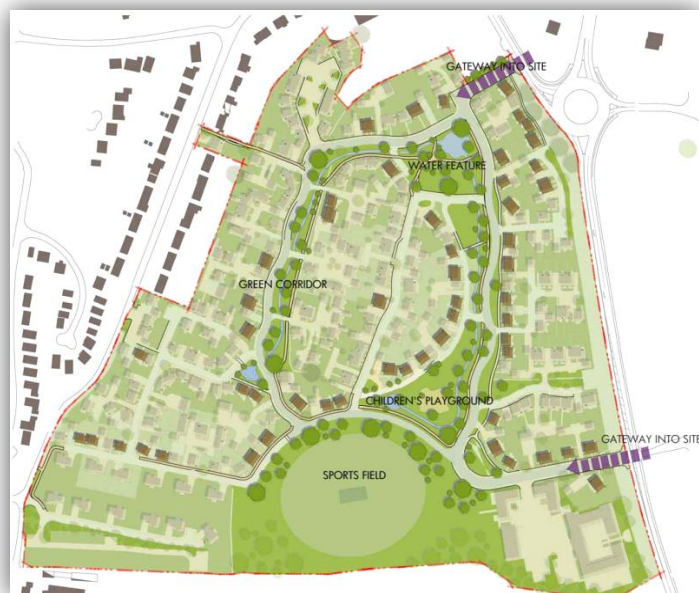 GATEWAY INTO SITE
WATER FEATURE
GREEN CORRIDOR
CHILDREN'S PLAYGROUND
GATEWAY INTO SITE
SPORTS FIELD